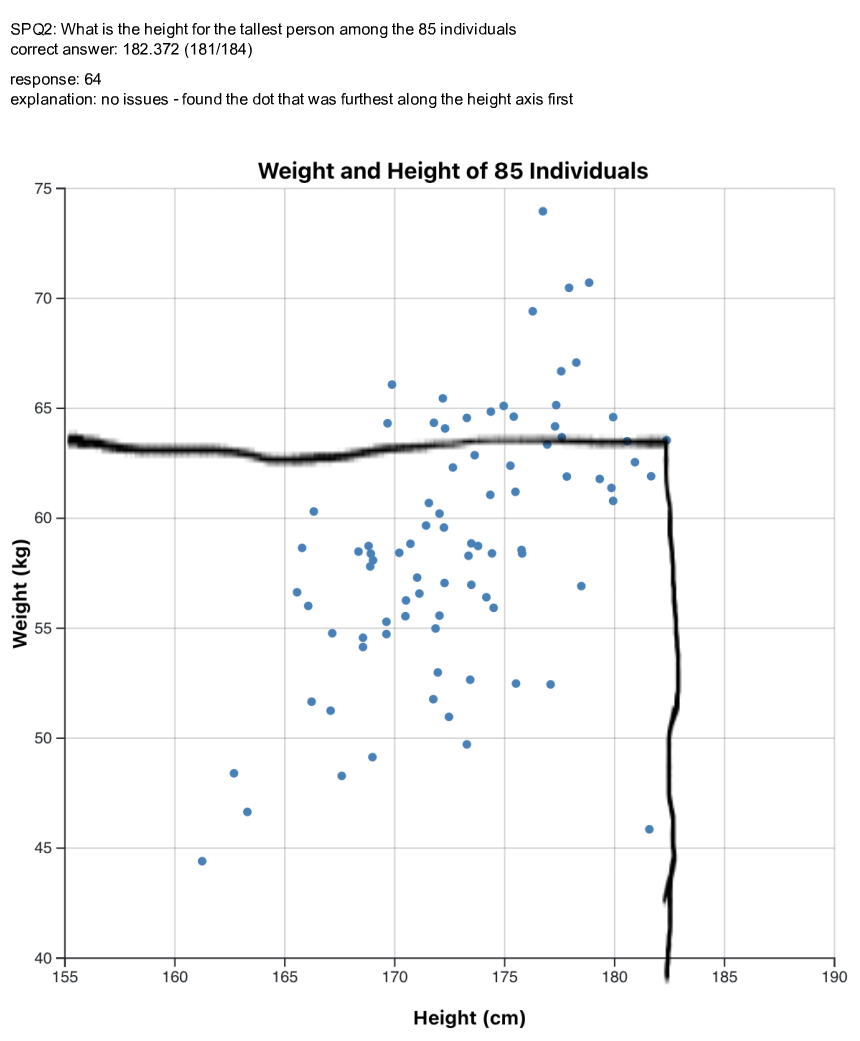 SPQ2: What is the height for the tallest person among the 85 individuals
correct answer: 182.372 (181/184)
response: 64
explanation: no issues - found the dot that was furthest along the height axis first
Weight and Height of 85 Individuals
75
70
65
60
55
50
45
40
Weight (kg)
155 160 165 170 175 180 185 190
Height (cm)